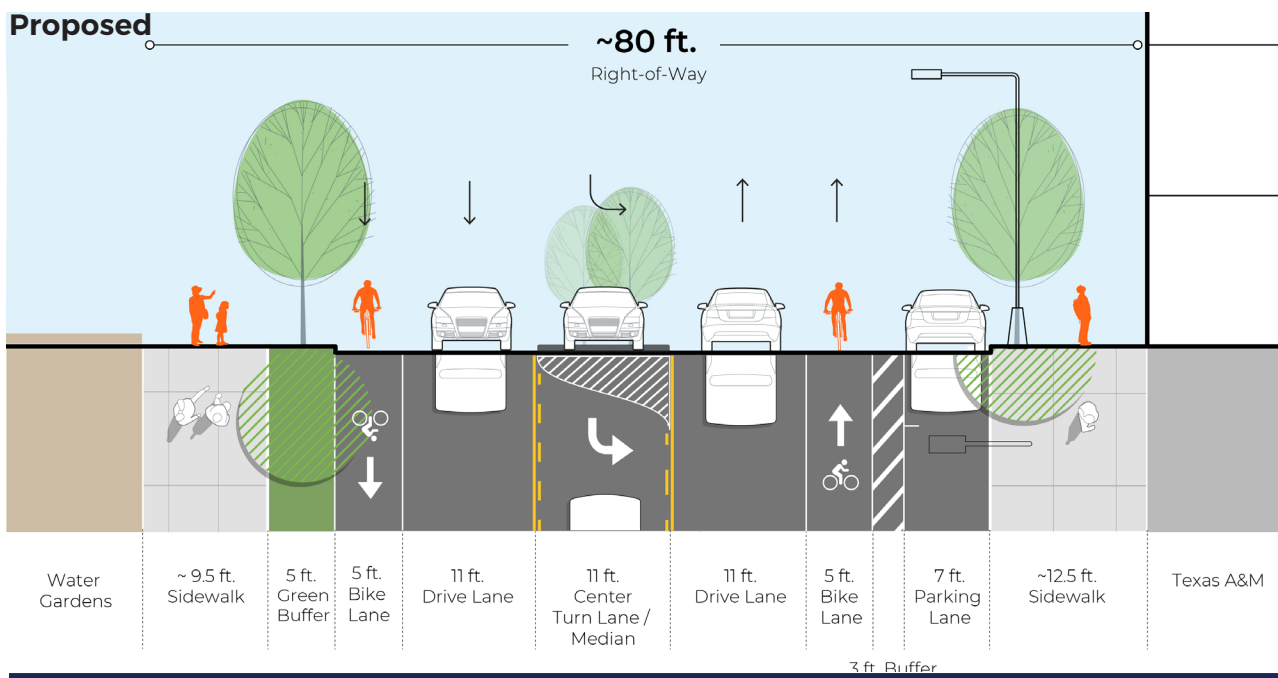 Proposed
~80 ft.
Right-of-Way
Water
Gardens
~ 9.5 ft.
Sidewalk
5 ft.
Green
Buffer
5 ft.
Bike
Lane
11 ft.
Drive Lane
11 ft.
Center
Turn Lane /
Median
11 ft.
Drive Lane
5 ft.
Bike
Lane
3 ft. Buffer
7 ft.
Parking
Lane
~12.5 ft.
Sidewalk
Texas A&M